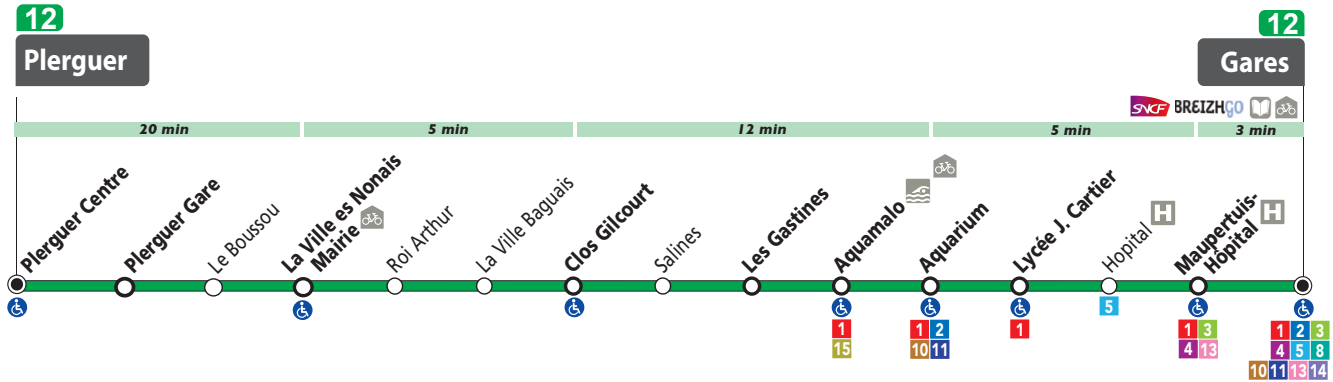 12
Plerguer
12
Gares
SNCF BREIZHGO
20 min
5 min
12 min
5 min
3 min
Plerguer Centre
Plerguer Gare
Le Boussou
La Ville es Nonais
Mairie
Roi Arthur
La Ville Baguais
Clos Gilcourt
Salines
Les Gastines
Aquamalo
Aquarium
Lycée J. Cartier
Hopital H
Maupertuis-
Hôpital H
1
15
1 2
10 11
1
5
1 3
4 13
1 2 3
4 5 8
10 11 13 14